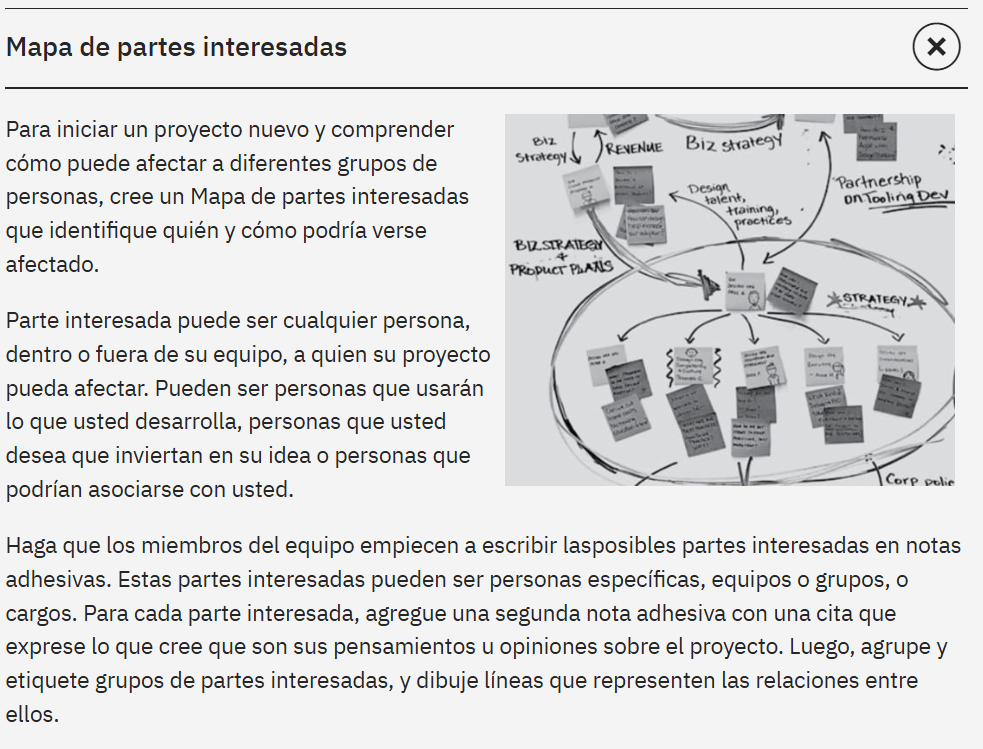 Mapa de partes interesadas
Para iniciar un proyecto nuevo y comprender
cómo puede afectar a diferentes grupos de
personas, cree un Mapa de partes interesadas
que identifique quién y cómo podría verse
afectado.
Parte interesada puede ser cualquier persona,
dentro o fuera de su equipo, a quien su proyecto
pueda afectar. Pueden ser personas que usarán
lo que usted desarrolla, personas que usted
desea que inviertan en su idea o personas que
podrían asociarse con usted.
Biz
Strategy
REVENUE
Biz strategy
Design
talent,
training,
practices
Partnership
on Tooling Dev
BIZ STRATEGY
+
PRODUCT PLANS
STRATEGY
Corp polic
Haga que los miembros del equipo empiecen a escribir lasposibles partes interesadas en notas
adhesivas. Estas partes interesadas pueden ser personas específicas, equipos o grupos, o
cargos. Para cada parte interesada, agregue una segunda nota adhesiva con una cita que
exprese lo que cree que son sus pensamientos u opiniones sobre el proyecto. Luego, agrupe y
etiquete grupos de partes interesadas, y dibuje líneas que representen las relaciones entre
ellos.